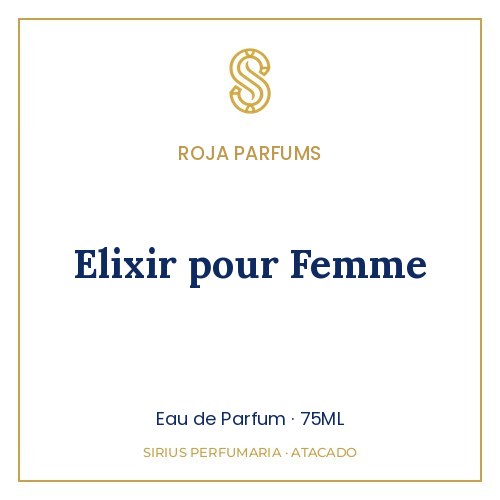 ROJA PARFUMS
Elixir pour Femme
Eau de Parfum · 75ML
SIRIUS PERFUMARIA · ATACADO